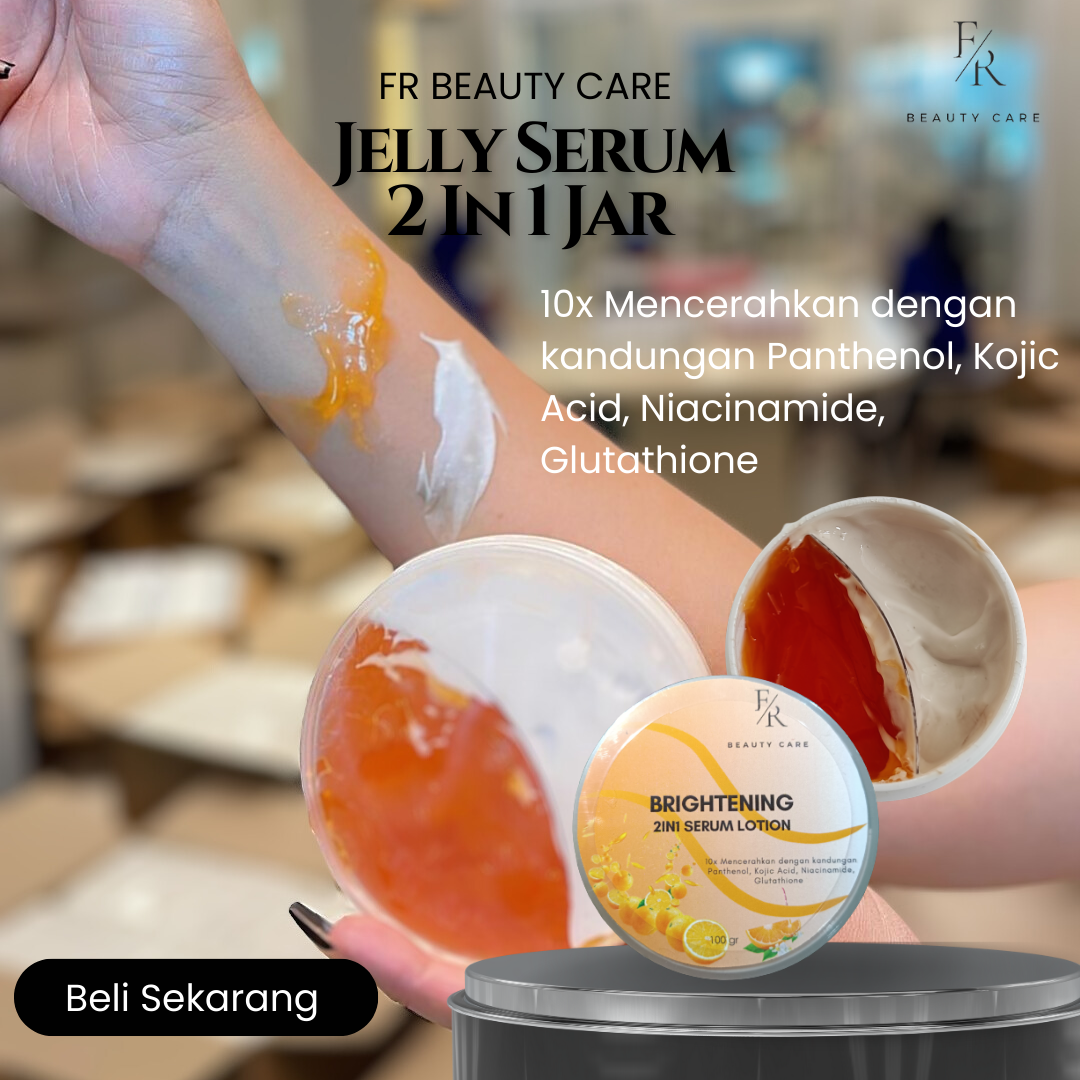 F/R
BEAUTY CARE
FR BEAUTY CARE
JELLY SERUM
2 IN 1 JAR
10x Mencerahkan dengan
kandungan Panthenol, Kojic
Acid, Niacinamide,
Glutathione
F/R
BEAUTY CARE
BRIGHTENING
2IN1 SERUM LOTION
10x Mencerahkan dengan kandungan
Panthenol, Kojic Acid, Niacinamide,
Glutathione
100 gr
Beli Sekarang